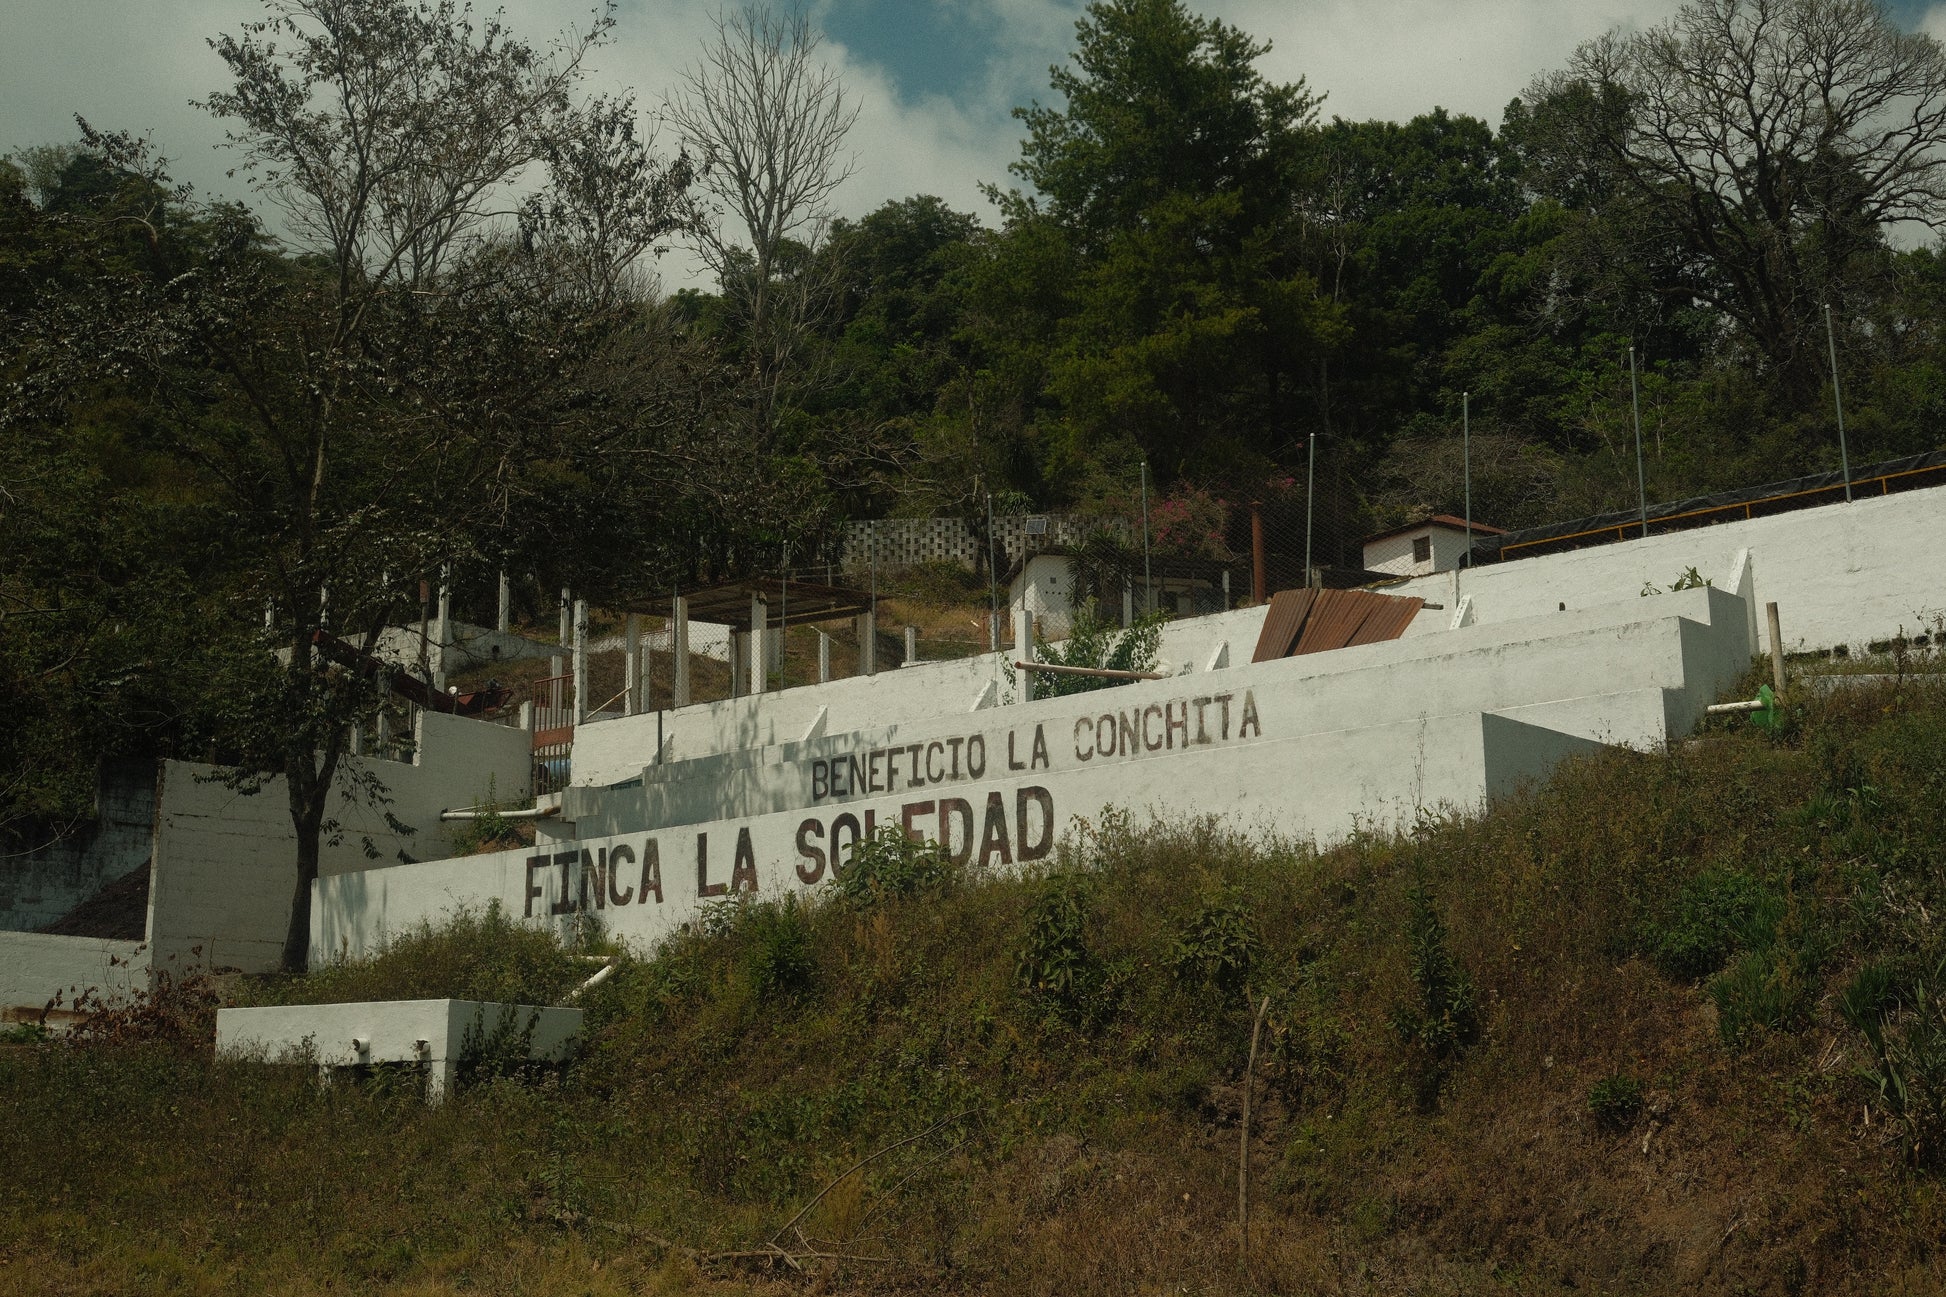 BENEFICIO LA CONCHITA
FINCA LA SOLEDAD